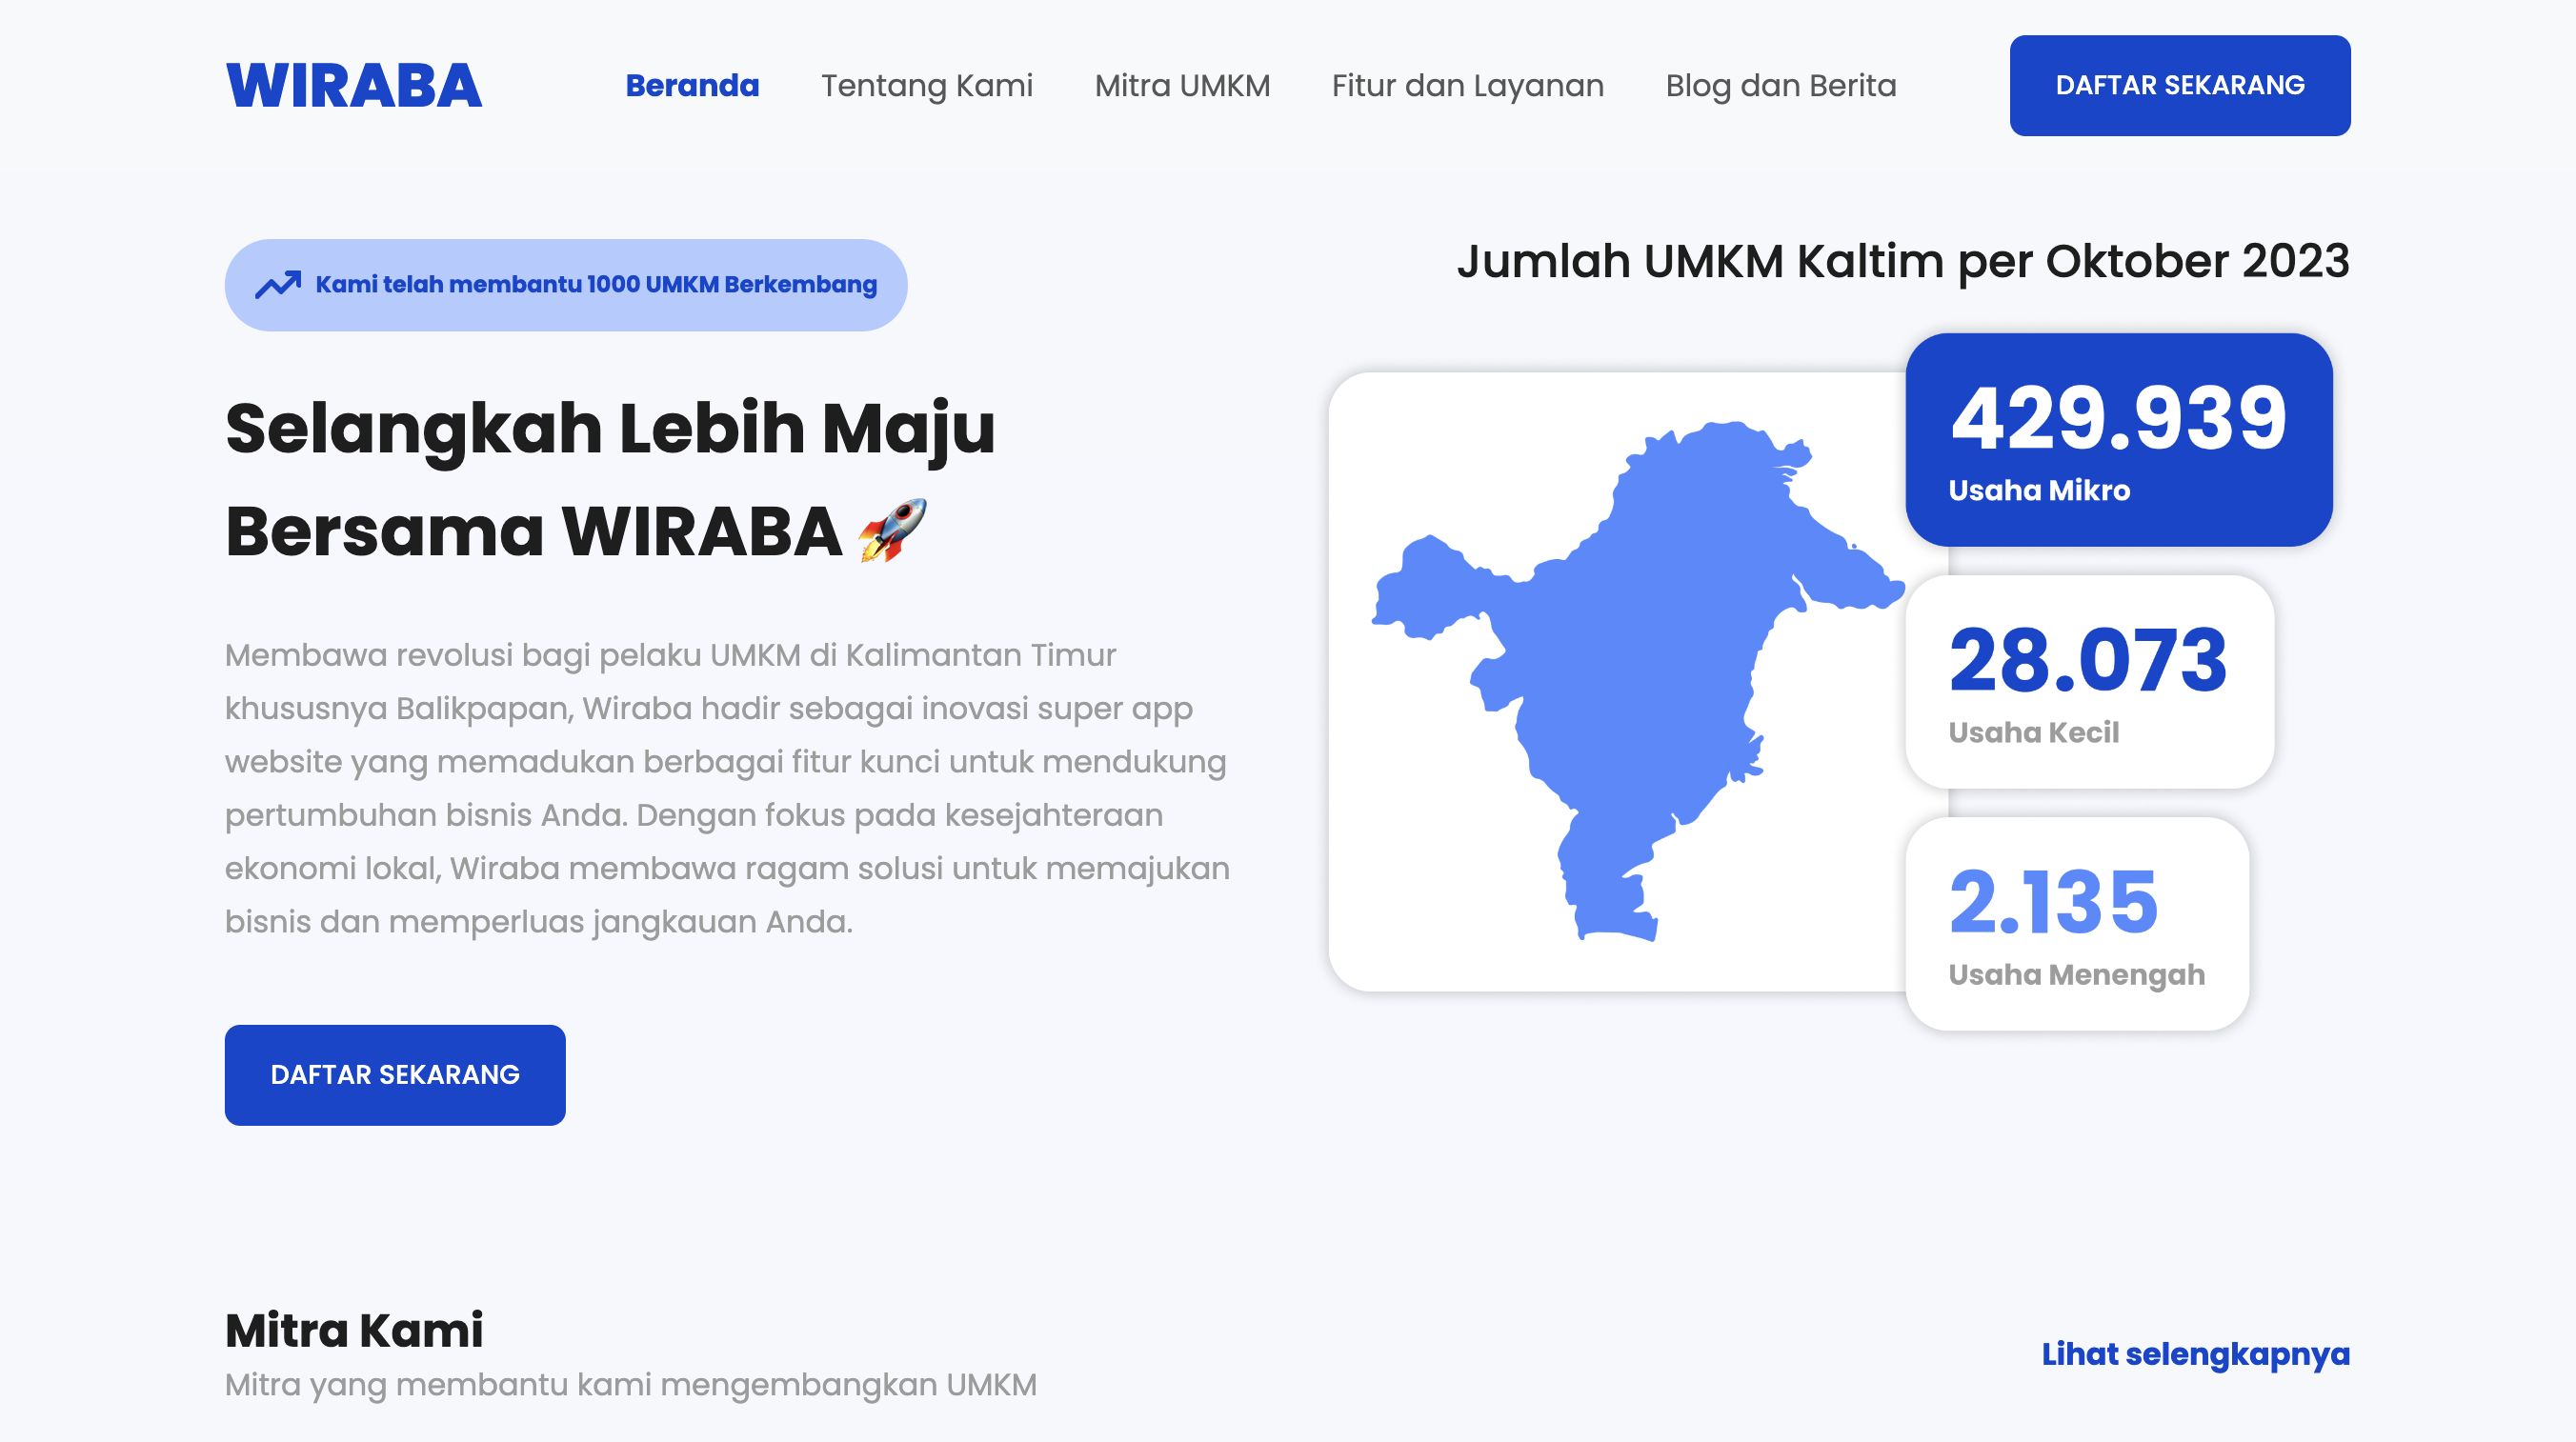 WIRABA
Beranda
Tentang Kami
Mitra UMKM
Fitur dan Layanan
Blog dan Berita
DAFTAR SEKARANG
Kami telah membantu 1000 UMKM Berkembang
Selangkah Lebih Maju
Bersama WIRABA 🚀
Membawa revolusi bagi pelaku UMKM di Kalimantan Timur
khususnya Balikpapan, Wiraba hadir sebagai inovasi super app
website yang memadukan berbagai fitur kunci untuk mendukung
pertumbuhan bisnis Anda. Dengan fokus pada kesejahteraan
ekonomi lokal, Wiraba membawa ragam solusi untuk memajukan
bisnis dan memperluas jangkauan Anda.
DAFTAR SEKARANG
Jumlah UMKM Kaltim per Oktober 2023
429.939
Usaha Mikro
28.073
Usaha Kecil
2.135
Usaha Menengah
Mitra Kami
Mitra yang membantu kami mengembangkan UMKM
Lihat selengkapnya